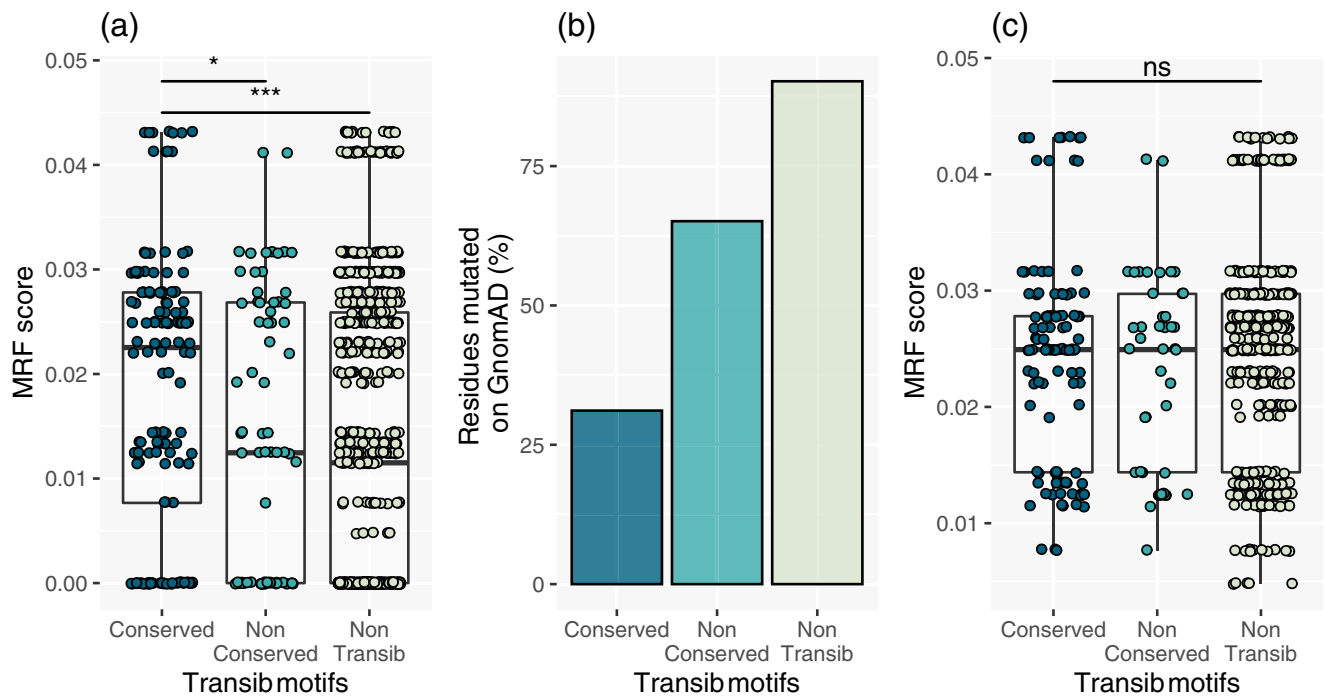 (a)
*
***
0.05
0.04
0.03
0.02
0.01
0.00
MRF score
Conserved
Non
Conserved
Non
Transib
Transib motifs
(b)
75
50
25
0
Residues mutated
on GnomAD (%)
Conserved
Non
Conserved
Non
Transib
Transib motifs
(c)
ns
0.05
0.04
0.03
0.02
0.01
MRF score
Conserved
Non
Conserved
Non
Transib
Transib motifs